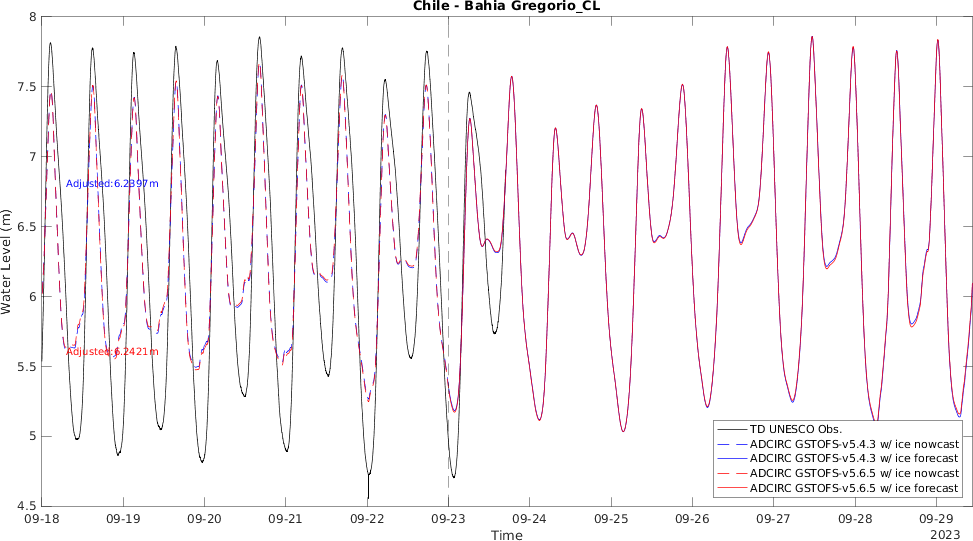 Chile - Bahia Gregorio_CL
8
7.5
7
6.5
6
5.5
5
4.5
Water Level (m)
Adjusted:6.2397m
Adjusted:6.2421m
TD UNESCO Obs.
ADCIRC GSTOFS-v5.4.3 w/ ice nowcast
ADCIRC GSTOFS-v5.4.3 w/ ice forecast
ADCIRC GSTOFS-v5.6.5 w/ ice nowcast
ADCIRC GSTOFS-v5.6.5 w/ ice forecast
09-18 09-19 09-20 09-21 09-22 09-23 09-24 09-25 09-26 09-27 09-28 09-29
Time
2023